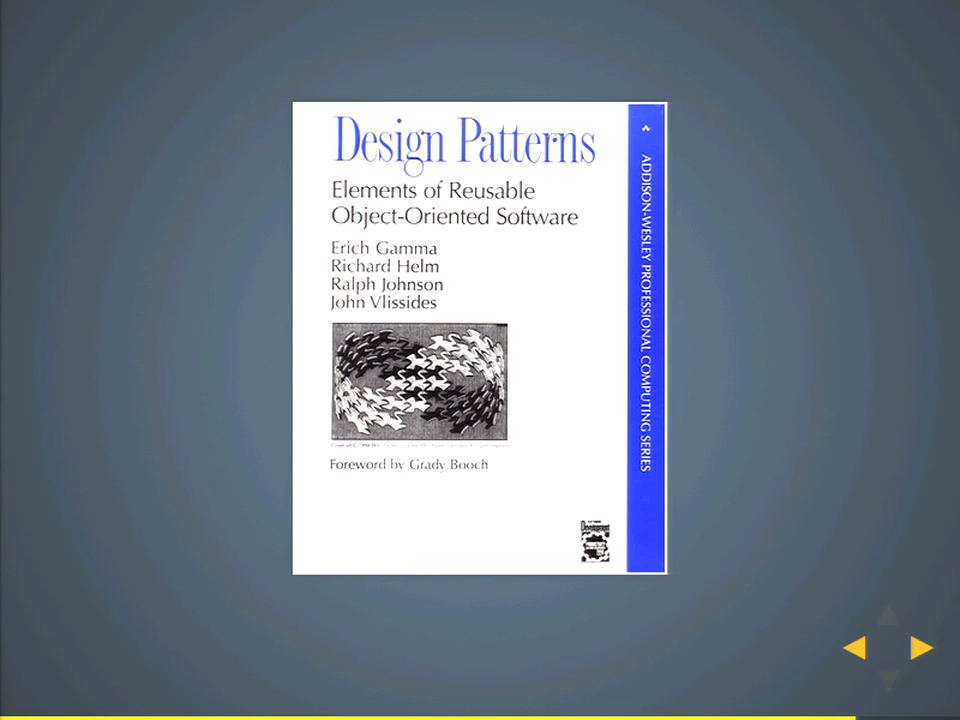 Design Patterns
Elements of Reusable
Object-Oriented Software
Erich Gamma
Richard Helm
Ralph Johnson
John Vlissides
Foreword by Grady Booch
Development
ADDISON-WESLEY PROFESSIONAL COMPUTING SERIES